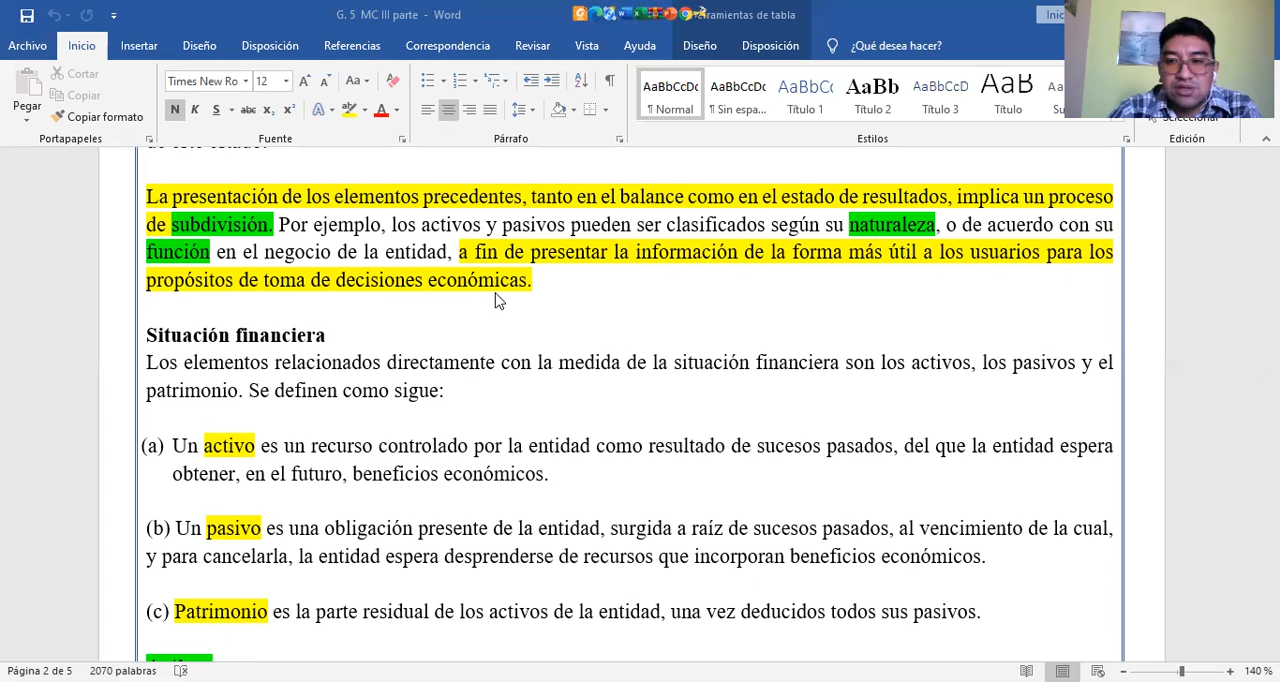 G. 5 MC III parte - Word
erramientas de tabla
Inic
Archivo Inicio Insertar Diseño Disposición Referencias Correspondencia Revisar Vista Ayuda Diseño Disposición ¿Qué desea hacer?
Pegar
Cortar
Copiar
Copiar formato
Times New Ro 12
N K S abc x₂ x²
AaBbCcDc AaBbCcDc AaBbCc AaBb AaBbCcD AaB
¶ Normal ¶ Sin espa... Título 1 Título 2 Título 3 Título
Seleccionar
Portapapeles Fuente Párrafo Estilos Edición
de este estado.
La presentación de los elementos precedentes, tanto en el balance como en el estado de resultados, implica un proceso
de subdivisión. Por ejemplo, los activos y pasivos pueden ser clasificados según su naturaleza, o de acuerdo con su
función en el negocio de la entidad, a fin de presentar la información de la forma más útil a los usuarios para los
propósitos de toma de decisiones económicas.
Situación financiera
Los elementos relacionados directamente con la medida de la situación financiera son los activos, los pasivos y el
patrimonio. Se definen como sigue:
(a) Un activo es un recurso controlado por la entidad como resultado de sucesos pasados, del que la entidad espera
obtener, en el futuro, beneficios económicos.
(b) Un pasivo es una obligación presente de la entidad, surgida a raíz de sucesos pasados, al vencimiento de la cual,
y para cancelarla, la entidad espera desprenderse de recursos que incorporan beneficios económicos.
(c) Patrimonio es la parte residual de los activos de la entidad, una vez deducidos todos sus pasivos.
Página 2 de 5 2070 palabras 140 %